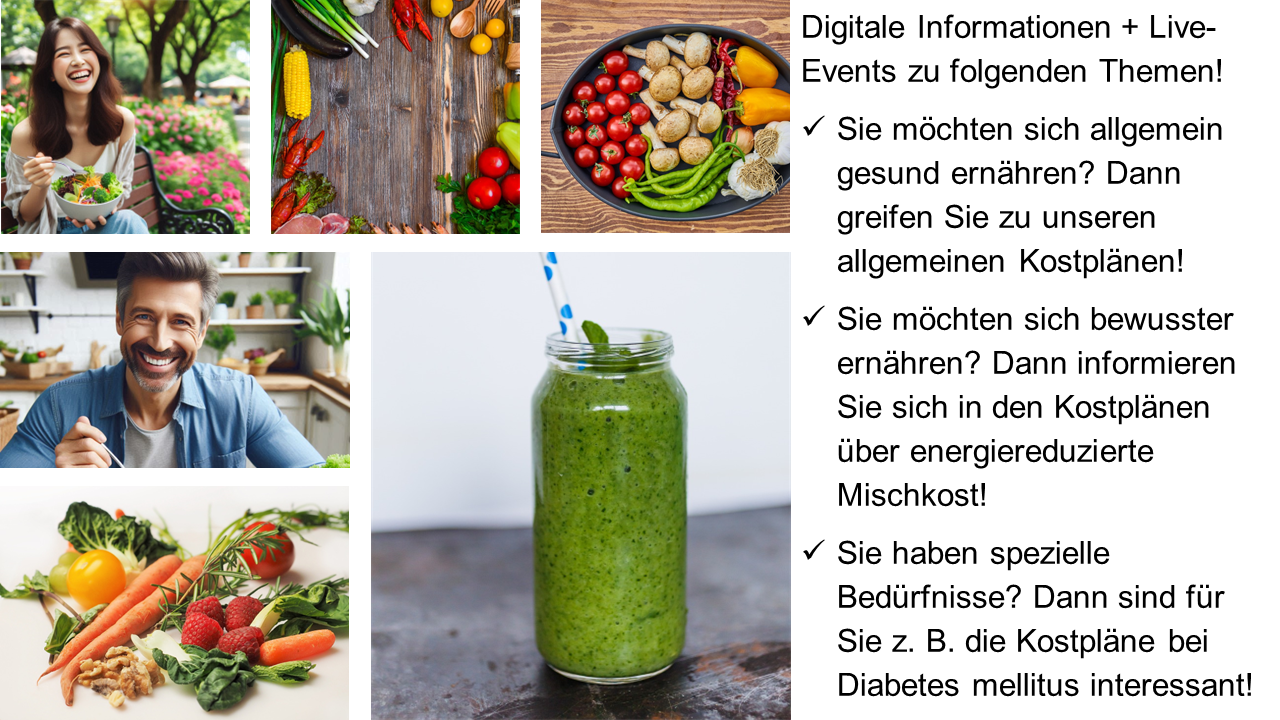 Digitale Informationen + Live-
Events zu folgenden Themen!
✓ Sie möchten sich allgemein
gesund ernähren? Dann
greifen Sie zu unseren
allgemeinen Kostplänen!
✓ Sie möchten sich bewusster
ernähren? Dann informieren
Sie sich in den Kostplänen
über energiereduzierte
Mischkost!
✓ Sie haben spezielle
Bedürfnisse? Dann sind für
Sie z. B. die Kostpläne bei
Diabetes mellitus interessant!